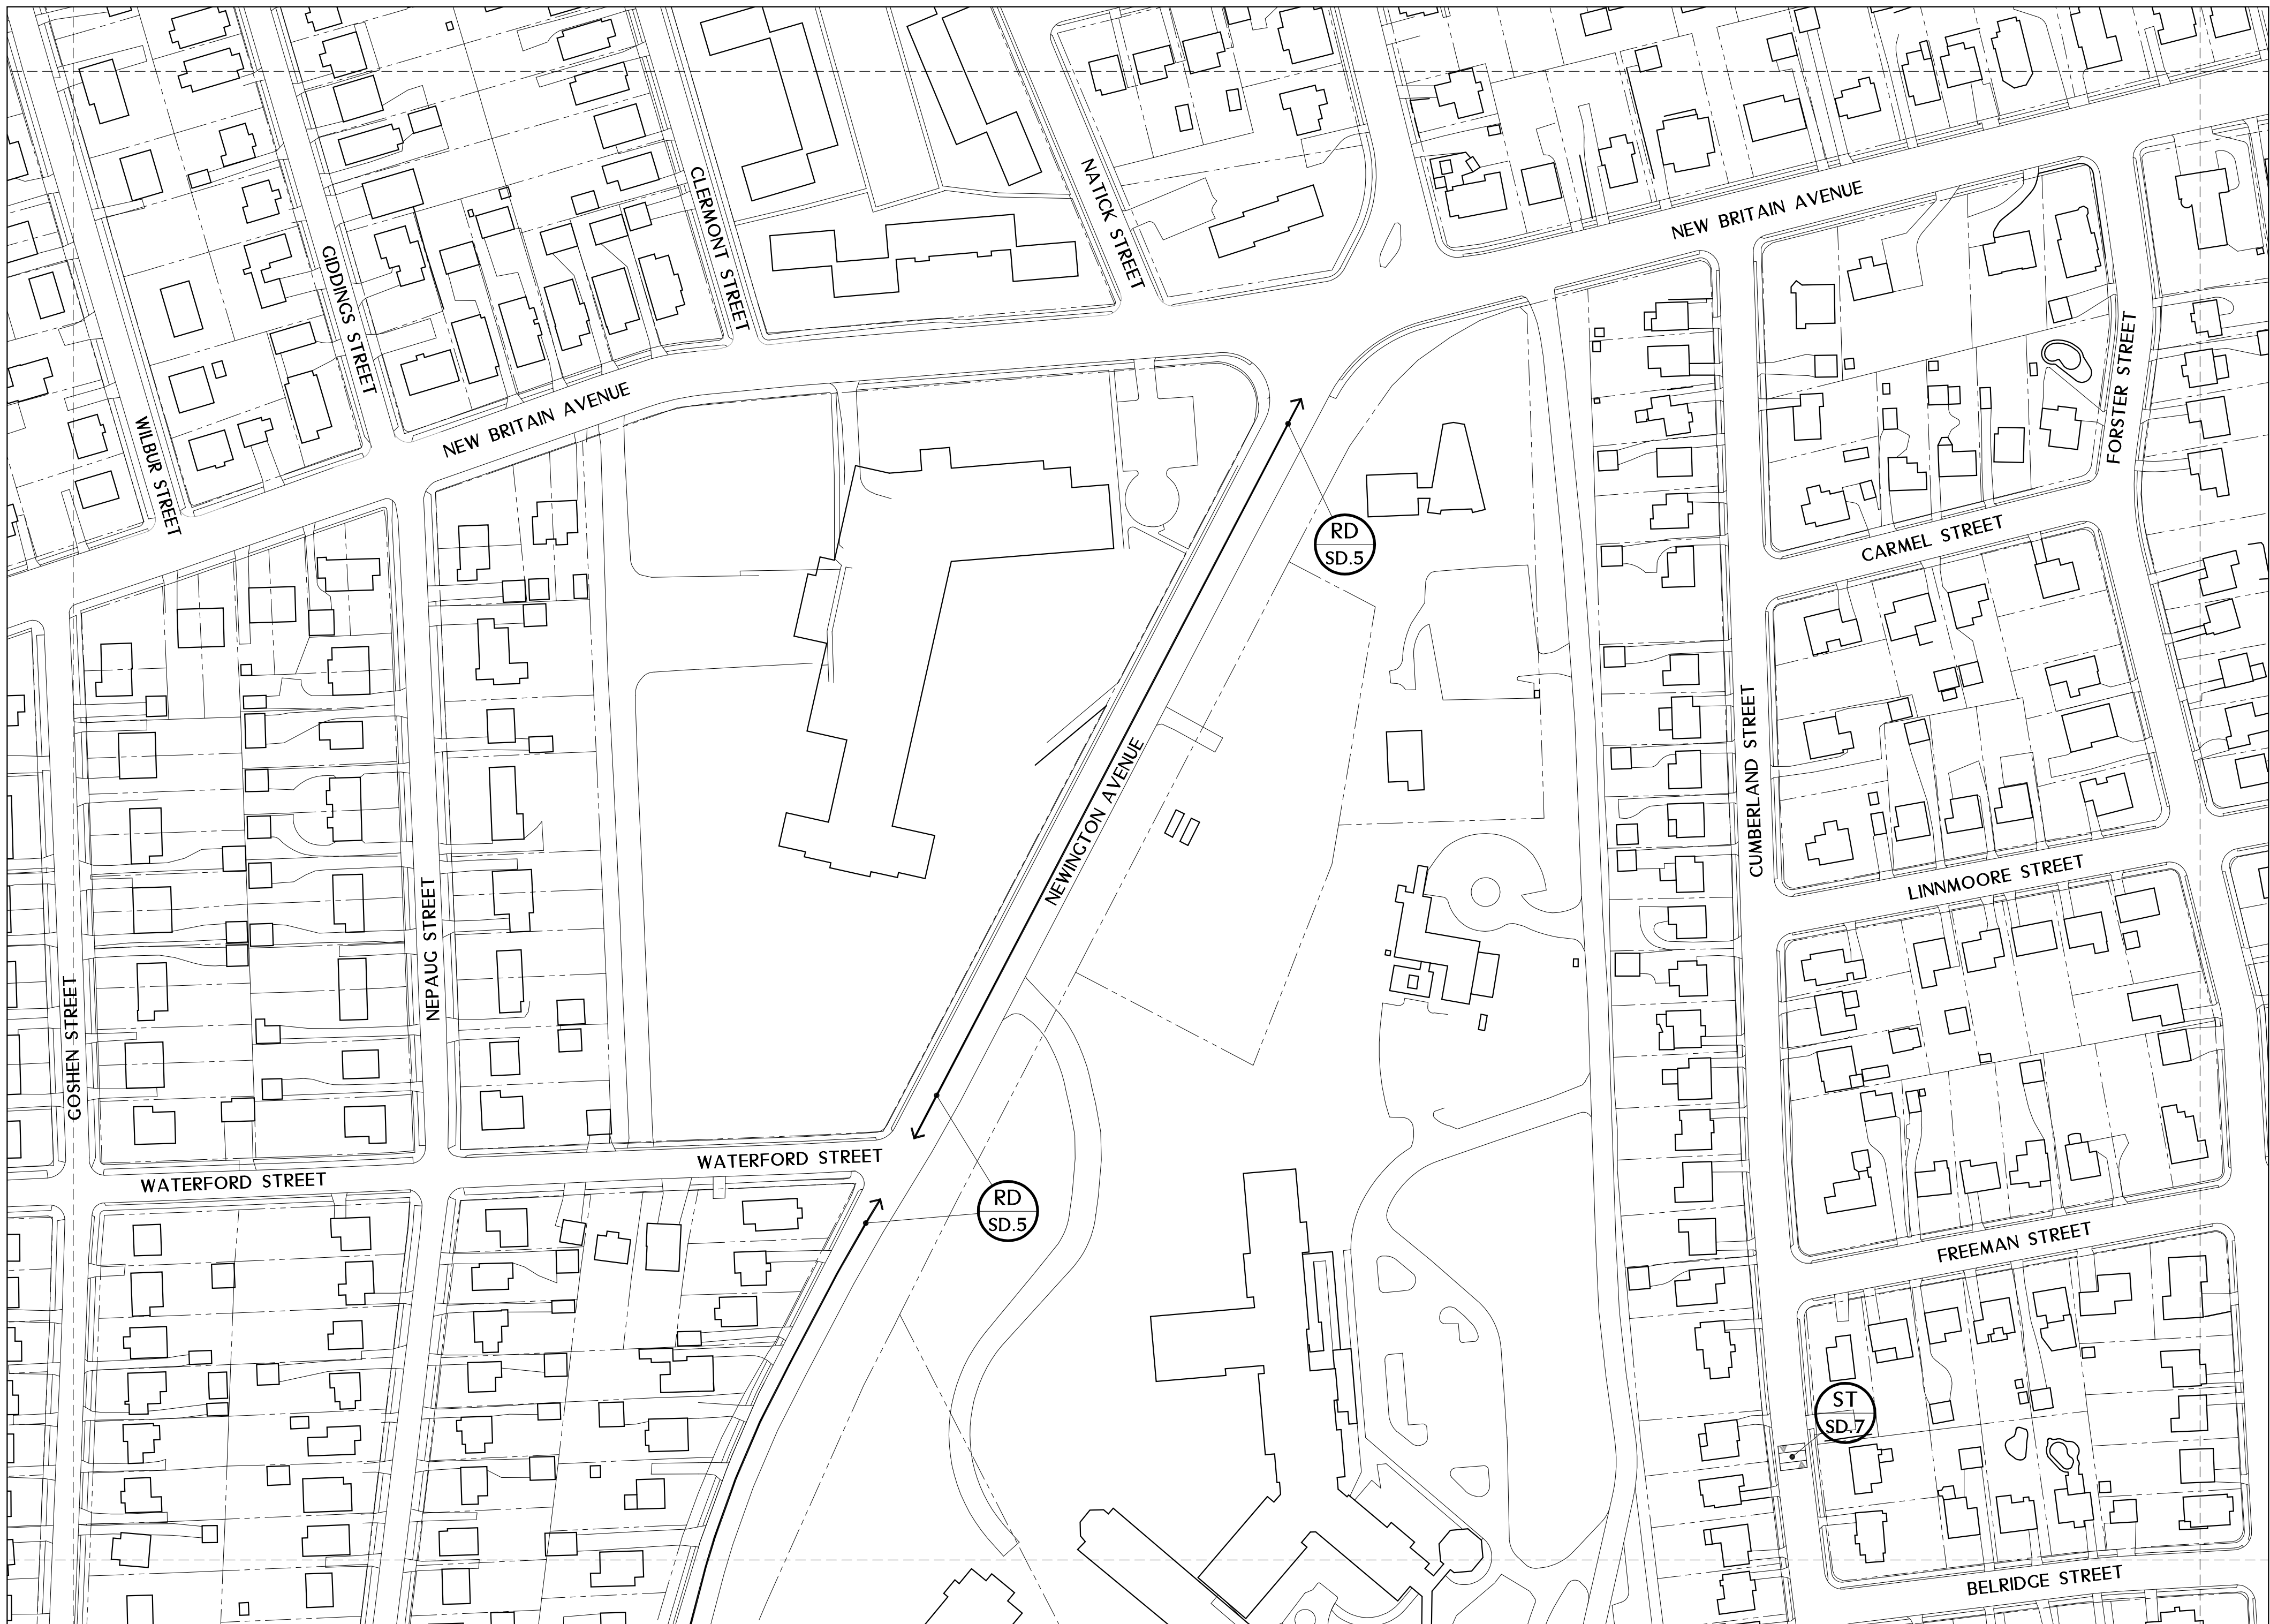 CLERMONT STREET
NATICK STREET
NEW BRITAIN AVENUE
GIDDINGS STREET
FORSTER STREET
NEW BRITAIN AVENUE
WILBUR STREET
RD
SD.5
CARMEL STREET
CUMBERLAND STREET
NEWINGTON AVENUE
LINNMOORE STREET
NEPAUG STREET
GOSHEN STREET
WATERFORD STREET
WATERFORD STREET
RD
SD.5
FREEMAN STREET
ST
SD.7
BELRIDGE STREET